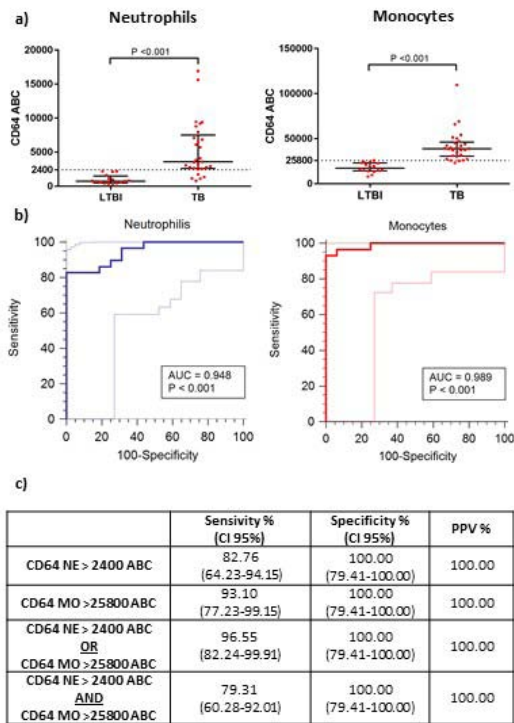 a)
Neutrophils
Monocytes
P <0.001
P <0.001
CD64 ABC
20000
15000
10000
5000
2400
0
LTBI
TB
CD64 ABC
150000
100000
50000
25800
0
LTBI
TB
b)
Neutrophilis
Monocytes
Sensitivity
100
80
60
40
20
0
AUC = 0.948
P < 0.001
0 20 40 60 80 100
100-Specificity
Sensitivity
100
80
60
40
20
0
AUC = 0.989
P < 0.001
0 20 40 60 80 100
100-Specificity
c)
Sensivity %
(CI 95%)
Specificity %
(CI 95%)
PPV %
CD64 NE > 2400 ABC
82.76
(64.23-94.15)
100.00
(79.41-100.00)
100.00
CD64 MO >25800 ABC
93.10
(77.23-99.15)
100.00
(79.41-100.00)
100.00
CD64 NE > 2400 ABC
OR
CD64 MO >25800 ABC
96.55
(82.24-99.91)
100.00
(79.41-100.00)
100.00
CD64 NE > 2400 ABC
AND
CD64 MO >25800 ABC
79.31
(60.28-92.01)
100.00
(79.41-100.00)
100.00